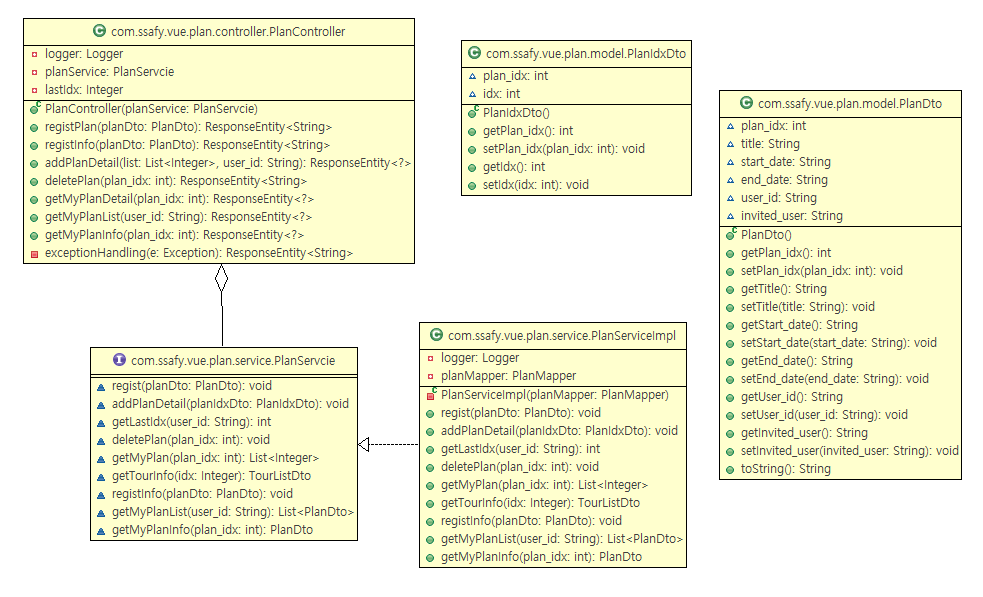 com.ssafy.vue.plan.controller.PlanController
logger: Logger
planService: PlanServcie
lastIdx: Integer
PlanController(planService: PlanServcie)
registPlan(planDto: PlanDto): ResponseEntity<String>
registInfo(planDto: PlanDto): ResponseEntity<String>
addPlanDetail(list: List<Integer>, user_id: String): ResponseEntity<?>
deletePlan(plan_idx: int): ResponseEntity<String>
getMyPlanDetail(plan_idx: int): ResponseEntity<?>
getMyPlanList(user_id: String): ResponseEntity<?>
getMyPlanInfo(plan_idx: int): ResponseEntity<?>
exceptionHandling(e: Exception): ResponseEntity<String>
com.ssafy.vue.plan.model.PlanIdxDto
plan_idx: int
idx: int
PlanIdxDto()
getPlan_idx(): int
setPlan_idx(plan_idx: int): void
getIdx(): int
setIdx(idx: int): void
com.ssafy.vue.plan.model.PlanDto
plan_idx: int
title: String
start_date: String
end_date: String
user_id: String
invited_user: String
PlanDto()
getPlan_idx(): int
setPlan_idx(plan_idx: int): void
getTitle(): String
setTitle(title: String): void
getStart_date(): String
setStart_date(start_date: String): void
getEnd_date(): String
setEnd_date(end_date: String): void
getUser_id(): String
setUser_id(user_id: String): void
getInvited_user(): String
setInvited_user(invited_user: String): void
toString(): String
com.ssafy.vue.plan.service.PlanServcie
regist(planDto: PlanDto): void
addPlanDetail(planIdxDto: PlanIdxDto): void
getLastIdx(user_id: String): int
deletePlan(plan_idx: int): void
getMyPlan(plan_idx: int): List<Integer>
getTourInfo(idx: Integer): TourListDto
registInfo(planDto: PlanDto): void
getMyPlanList(user_id: String): List<PlanDto>
getMyPlanInfo(plan_idx: int): PlanDto
com.ssafy.vue.plan.service.PlanServiceImpl
logger: Logger
planMapper: PlanMapper
PlanServiceImpl(planMapper: PlanMapper)
regist(planDto: PlanDto): void
addPlanDetail(planIdxDto: PlanIdxDto): void
getLastIdx(user_id: String): int
deletePlan(plan_idx: int): void
getMyPlan(plan_idx: int): List<Integer>
getTourInfo(idx: Integer): TourListDto
registInfo(planDto: PlanDto): void
getMyPlanList(user_id: String): List<PlanDto>
getMyPlanInfo(plan_idx: int): PlanDto